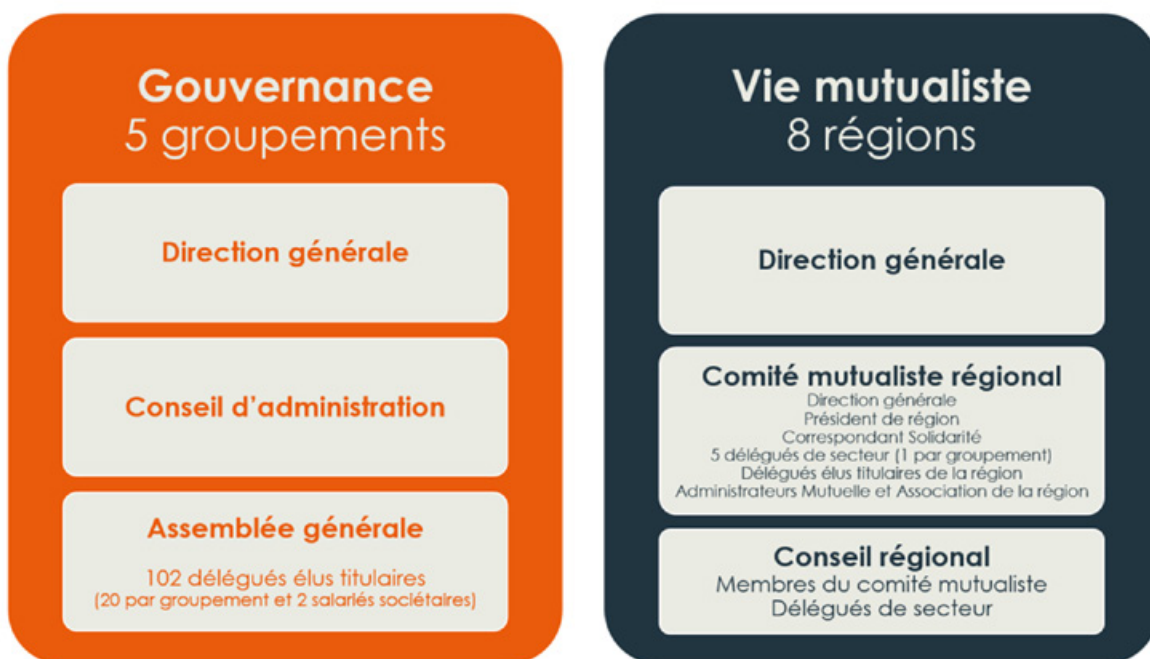 Gouvernance
5 groupements
Direction générale
Conseil d'administration
Assemblée générale
102 délégués élus titulaires
(20 par groupement et 2 salariés sociétaires)
Vie mutualiste
8 régions
Direction générale
Comité mutualiste régional
Direction générale
Président de région
Correspondant Solidarité
5 délégués de secteur (1 par groupement)
Délégués élus titulaires de la région
Administrateurs Mutuelle et Association de la région
Conseil régional
Membres du comité mutualiste
Délégués de secteur